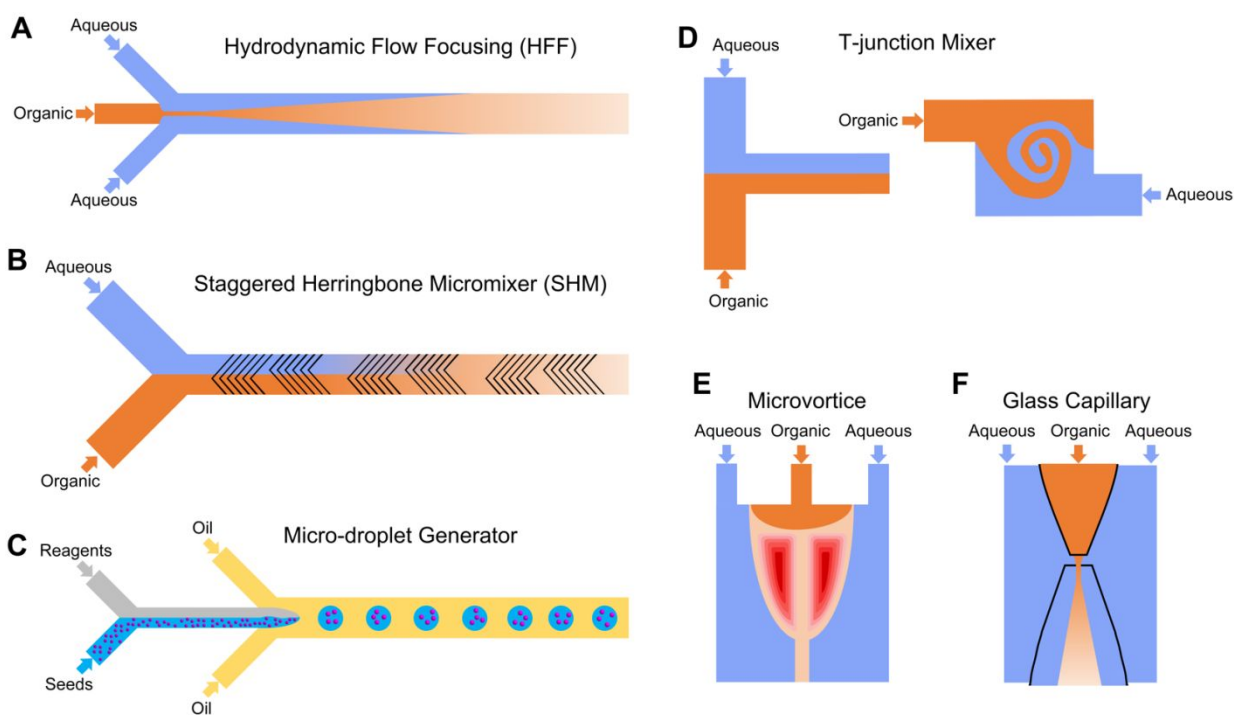 A
Aqueous
Hydrodynamic Flow Focusing (HFF)
Organic
Aqueous
B
Aqueous
Staggered Herringbone Micromixer (SHM)
Organic
C
Oil
Micro-droplet Generator
Reagents
Seeds
Oil
D
T-junction Mixer
Aqueous
Organic
Organic
Aqueous
E
Microvortice
Aqueous Organic Aqueous
F
Glass Capillary
Aqueous Organic Aqueous